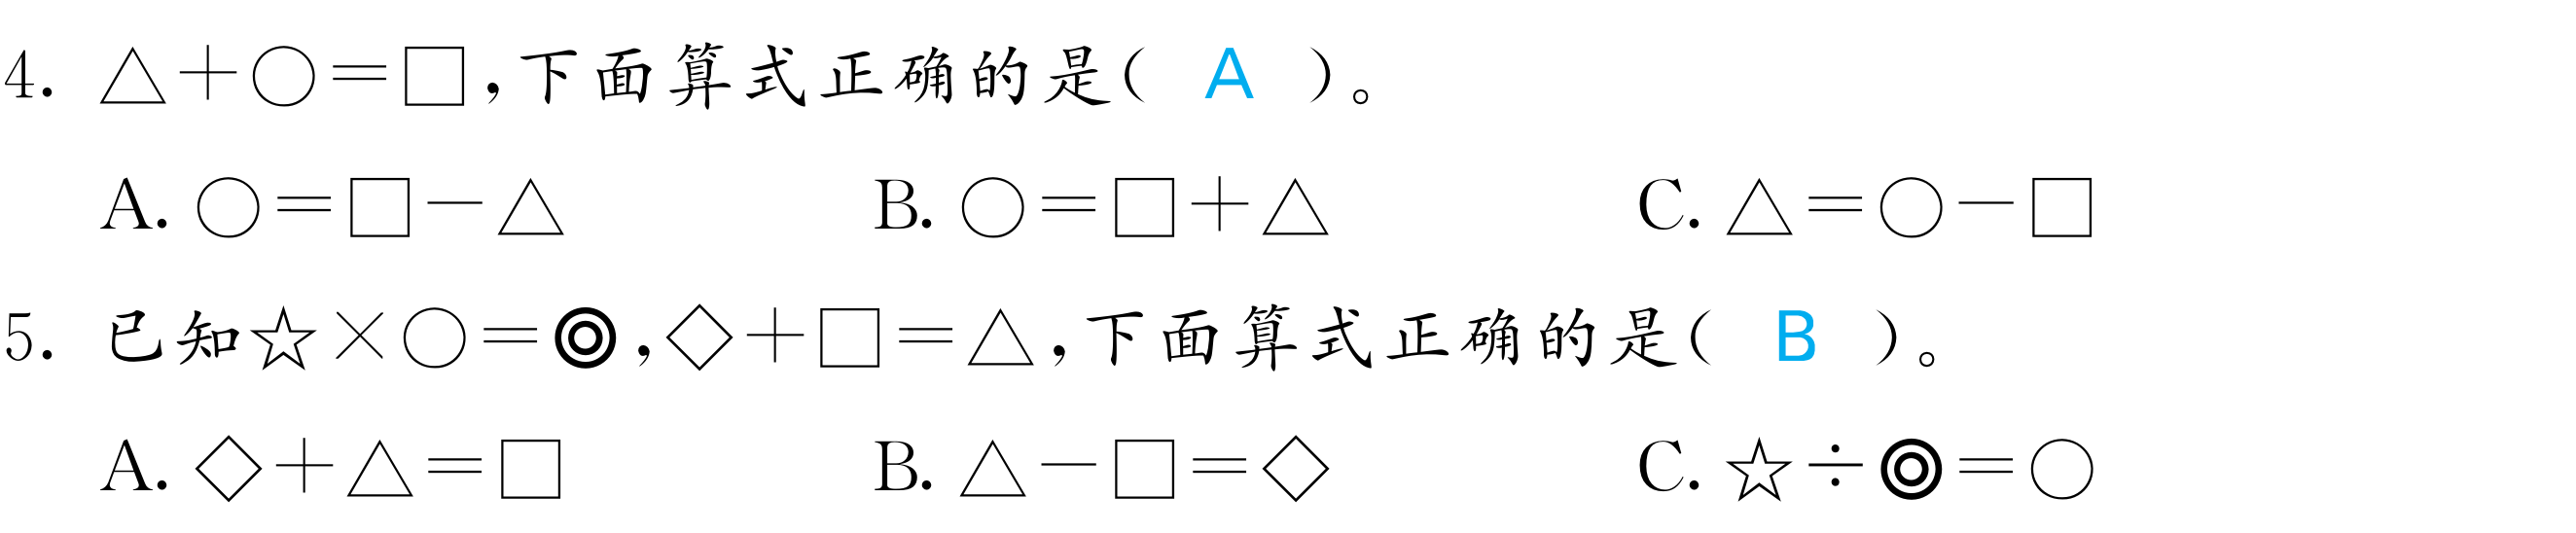 4. △+○=□,下面算式正确的是( A )。
A. ○=□-△ B. ○=□+△ C. △=○-□
5. 已知☆×○=◎,◇+□=△,下面算式正确的是( B )。
A. ◇+△=□ B. △-□=◇ C. ☆÷◎=○